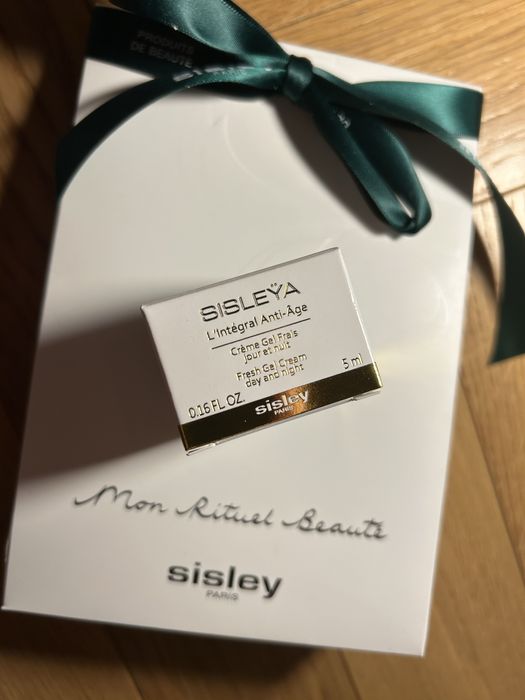 PRODUITS
DE BEAUTÉ
SISLEŸA
L'Intégral Anti-Âge
Crème Gel Frais
jour et nuit
Fresh Gel Cream
day and night
5 ml
0.16 FL OZ.
sisley
PARIS
Mon Rituel Beauté
sisley
PARIS